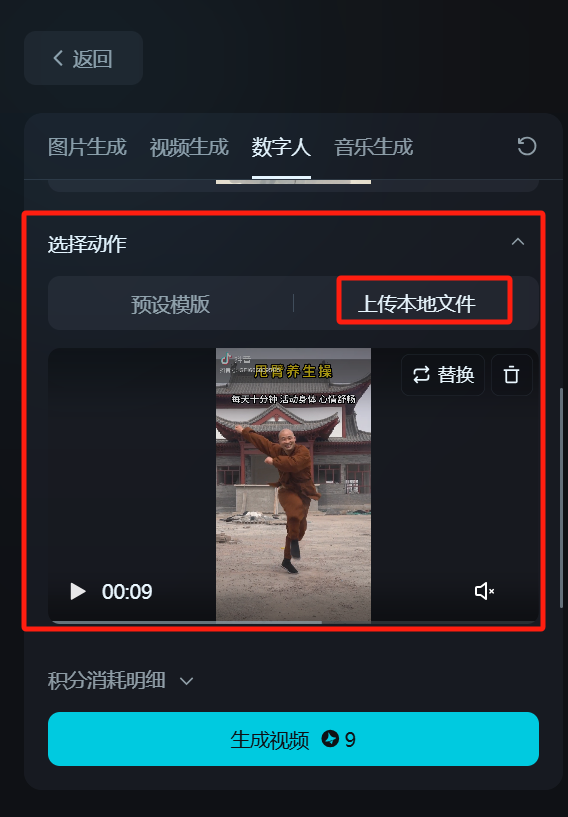 返回
图片生成 视频生成 数字人 音乐生成
选择动作
预设模版 上传本地文件
抖音
甩臂养生操
每天十分钟 活动身体 心情舒畅
替换
00:09
积分消耗明细
生成视频 9